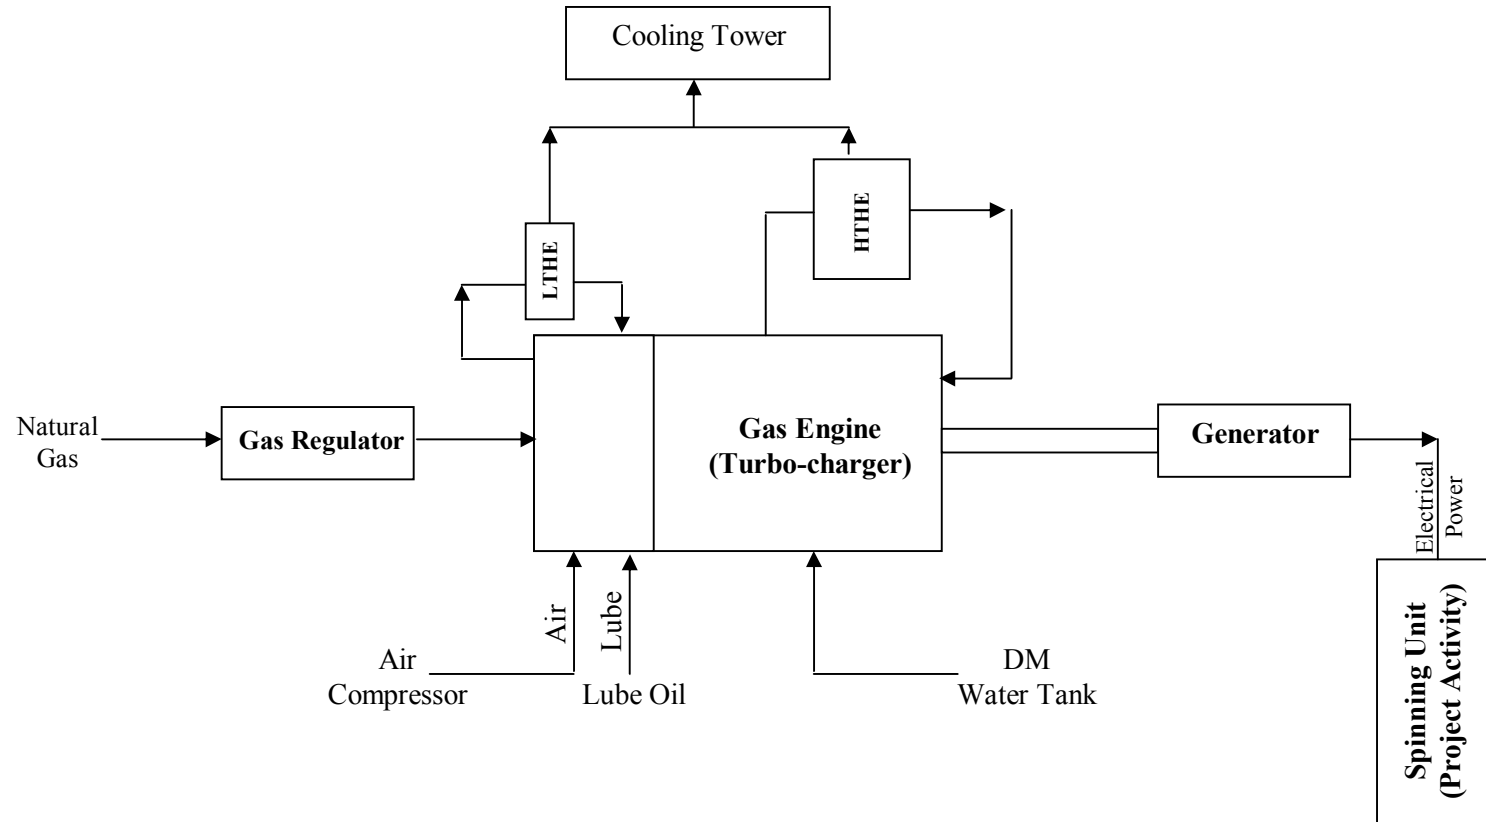 Cooling Tower
LTHE
HTHE
Natural
Gas
Gas Regulator
Gas Engine
(Turbo-charger)
Generator
Electrical
Power
Air
Lube
Air
Compressor
Lube Oil
DM
Water Tank
Spinning Unit
(Project Activity)